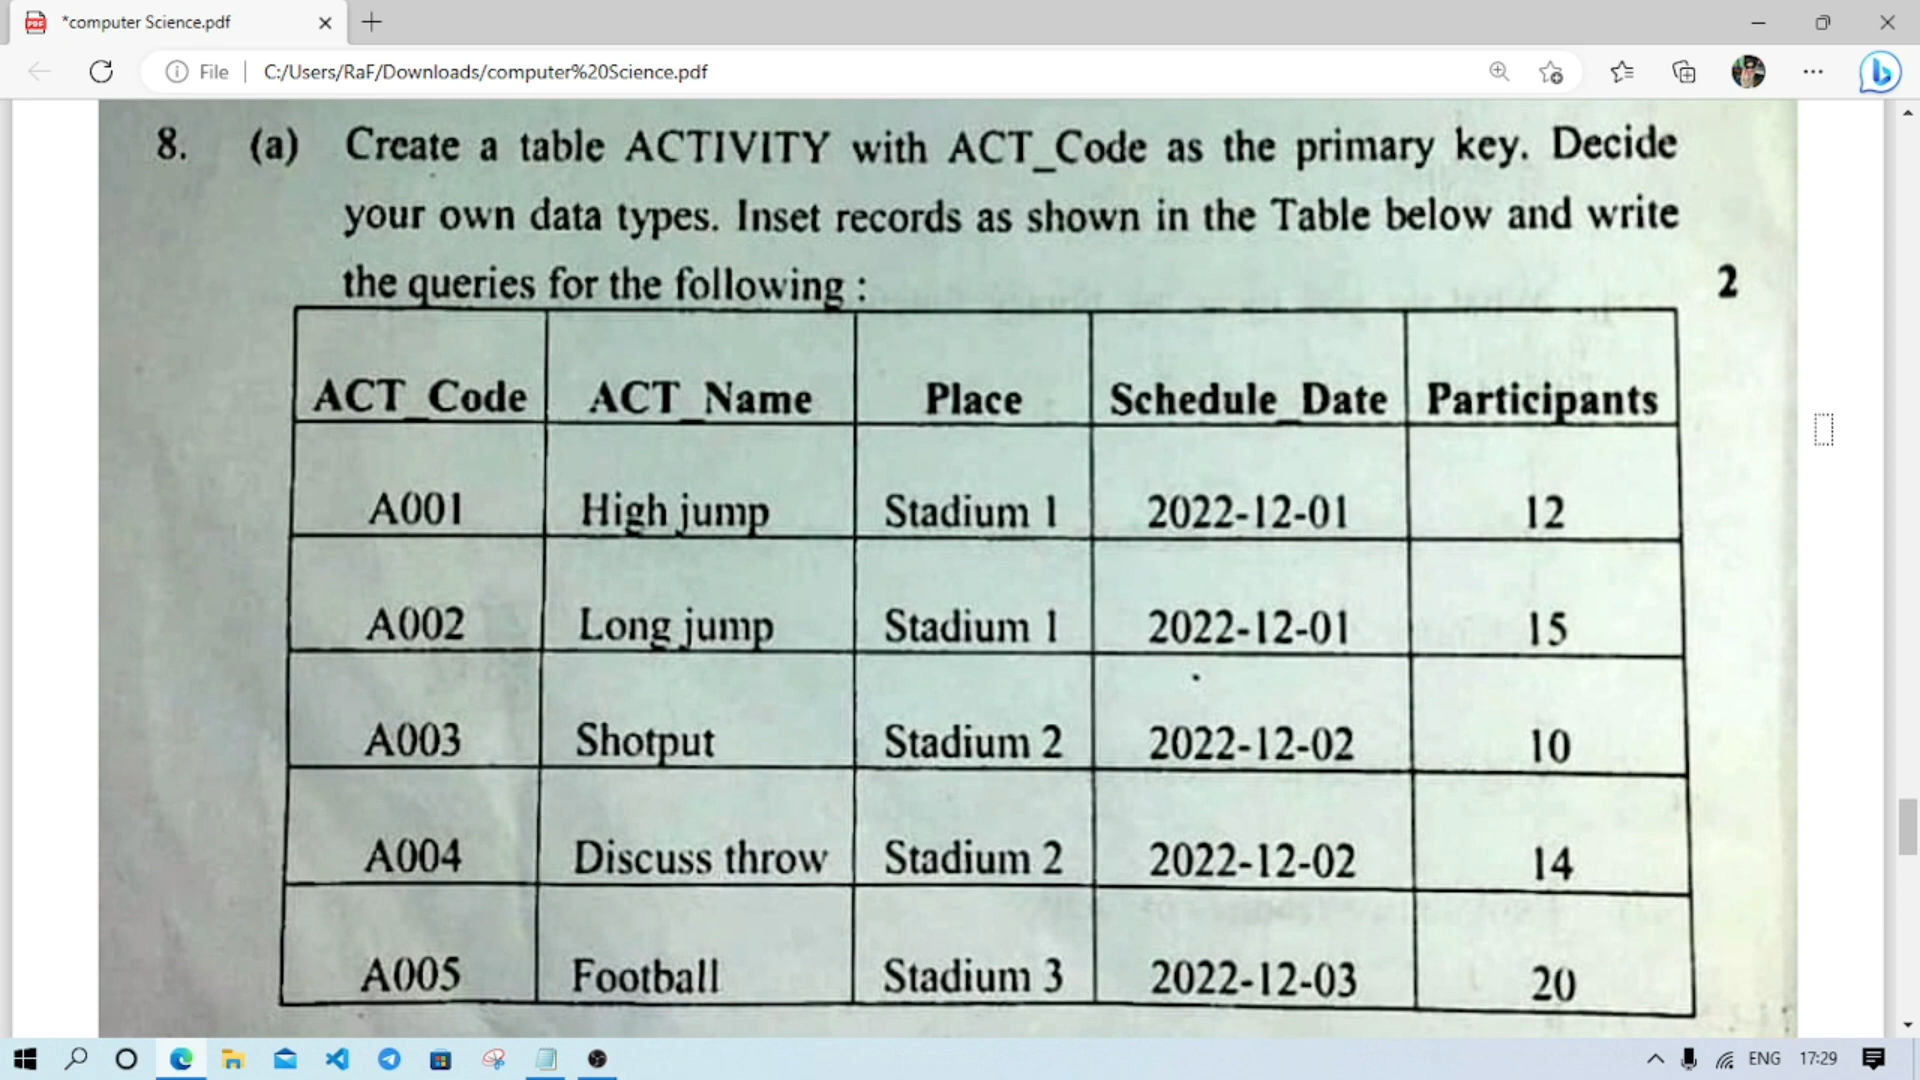 *computer Science.pdf
File C:/Users/RaF/Downloads/computer%20Science.pdf
8. (a) Create a table ACTIVITY with ACT_Code as the primary key. Decide
your own data types. Inset records as shown in the Table below and write
the queries for the following : 2
ACT_Code ACT_Name Place Schedule_Date Participants
A001 High jump Stadium 1 2022-12-01 12
A002 Long jump Stadium 1 2022-12-01 15
A003 Shotput Stadium 2 2022-12-02 10
A004 Discuss throw Stadium 2 2022-12-02 14
A005 Football Stadium 3 2022-12-03 20
ENG 17:29